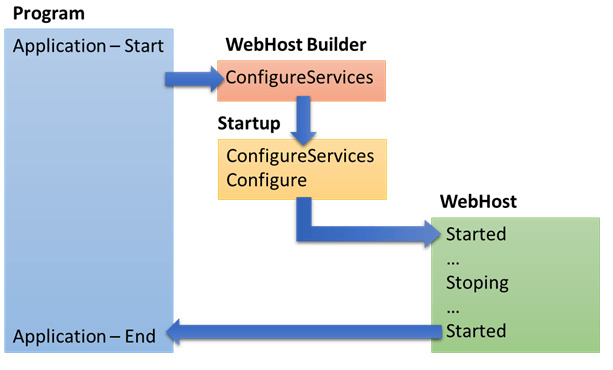 Program
Application – Start
WebHost Builder
ConfigureServices
Startup
ConfigureServices
Configure
WebHost
Started
...
Stoping
...
Started
Application – End